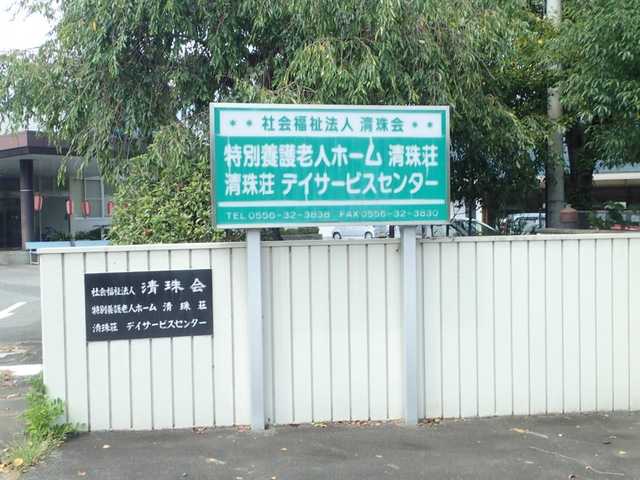 ** 社会福祉法人 清珠会 **
特別養護老人ホーム 清珠荘
清珠荘 デイサービスセンター
TEL 0556-32-3838 FAX 0556-32-3830
社会福祉法人 清珠会
特別養護老人ホーム 清珠荘
清珠荘 デイサービスセンター